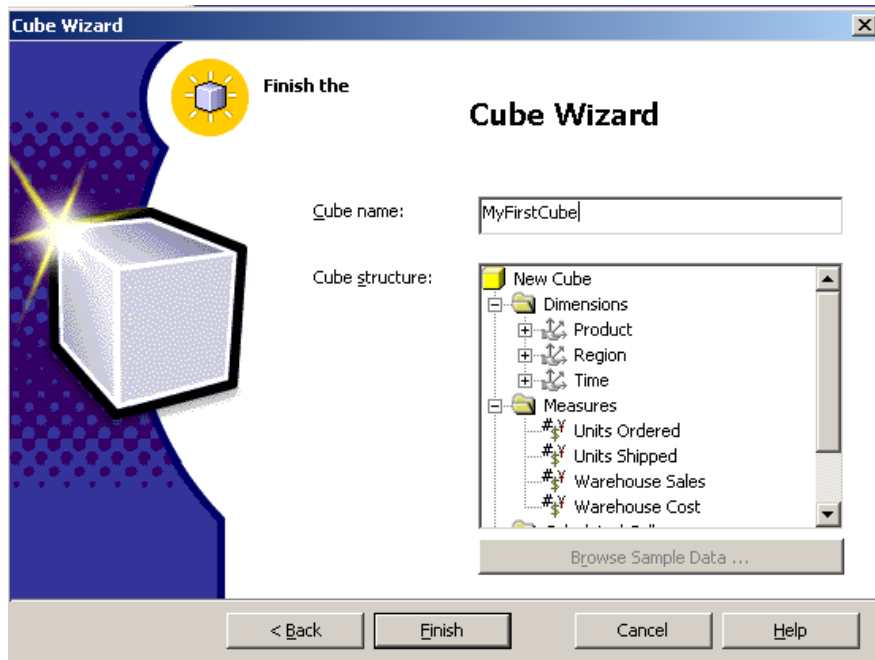 Cube Wizard
Finish the
Cube Wizard
Cube name:
MyFirstCube
Cube structure:
New Cube
Dimensions
Product
Region
Time
Measures
Units Ordered
Units Shipped
Warehouse Sales
Warehouse Cost
Browse Sample Data ...
< Back
Finish
Cancel
Help